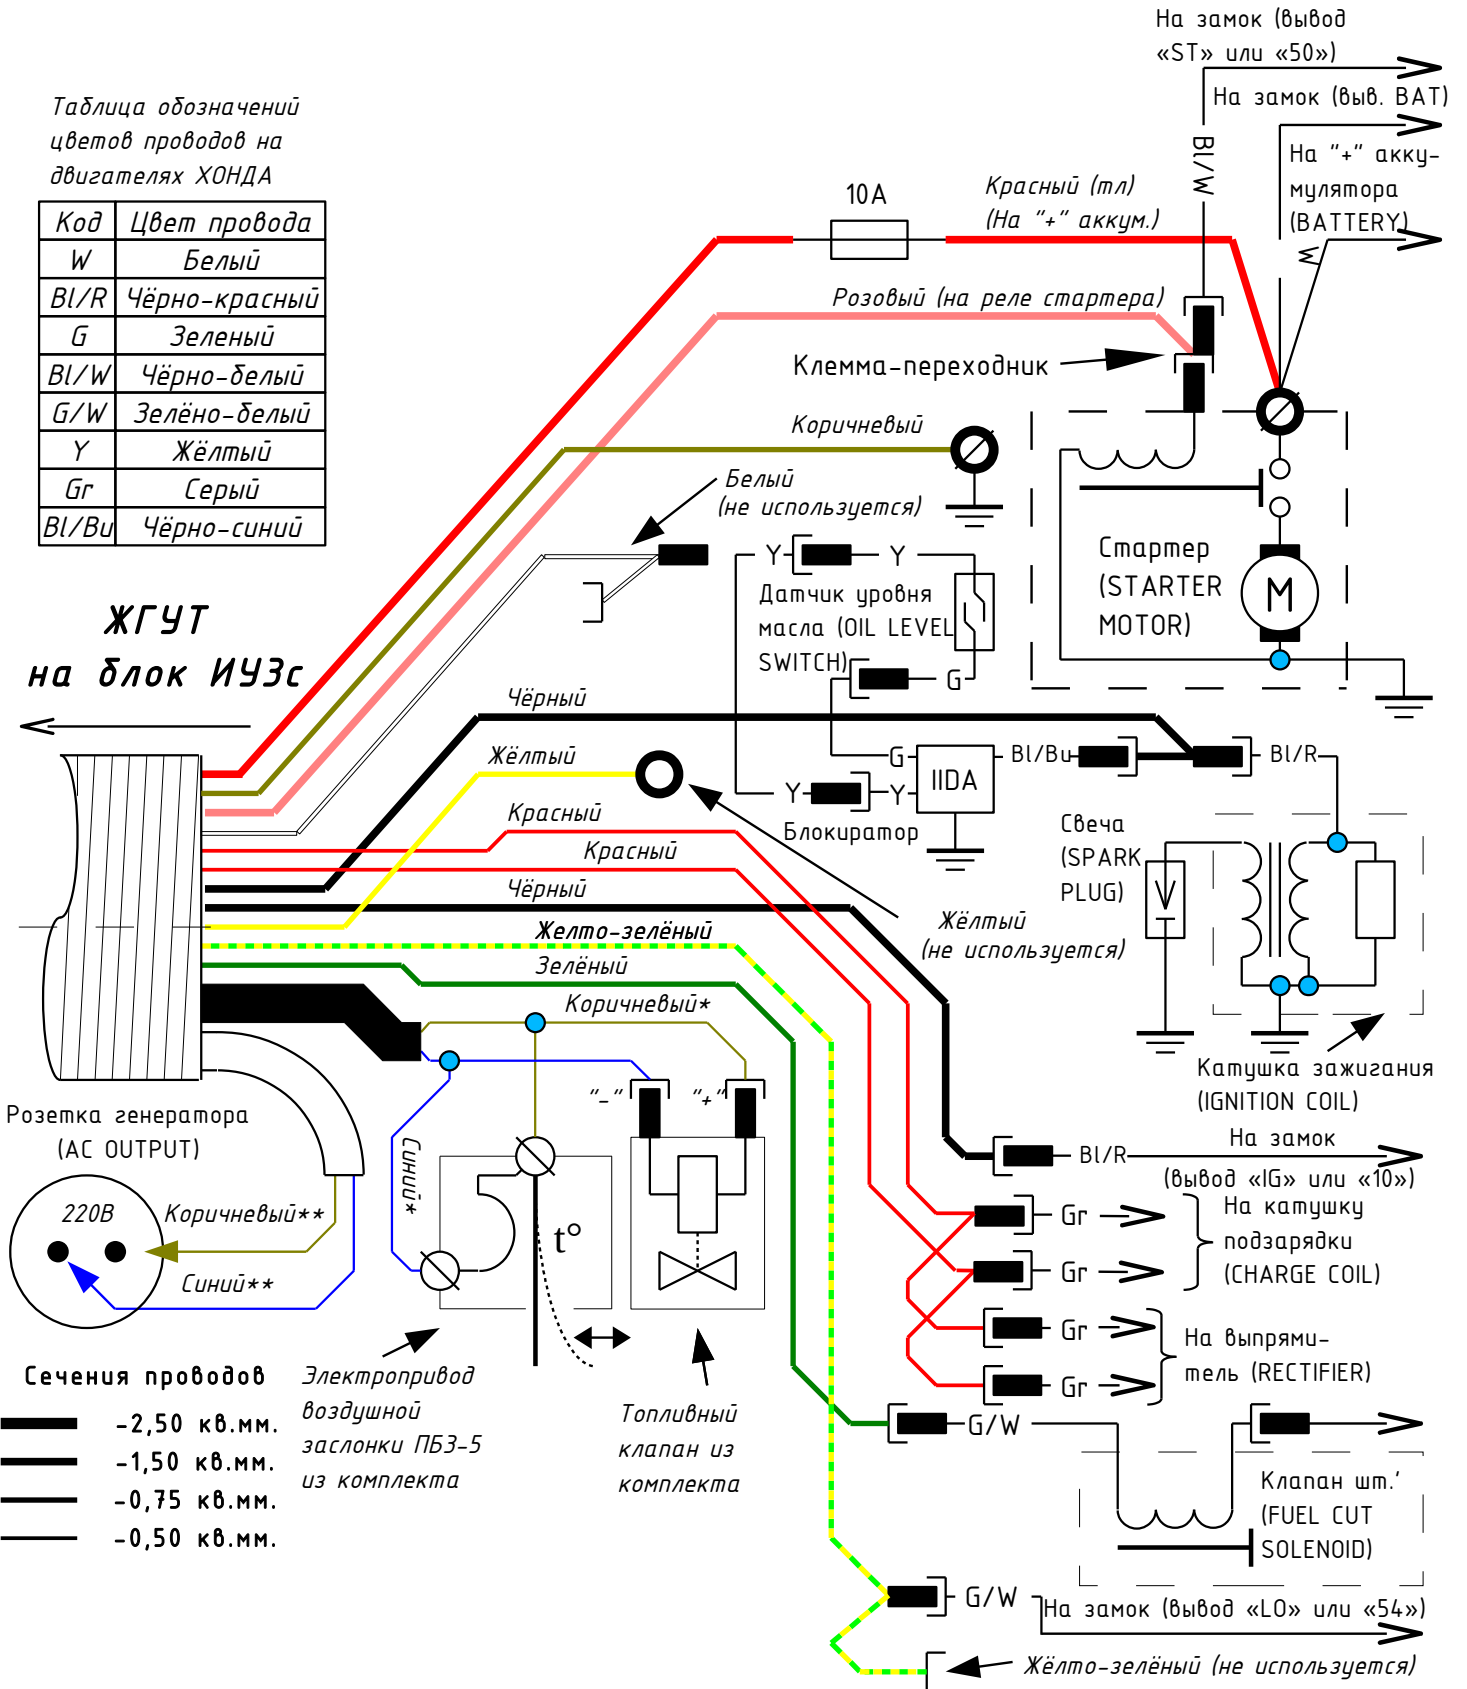 На замок (вывод
«ST» или «50»)
На замок (выв. BAT)
На "+" акку-
мулятора
(BATTERY)
Bl/W
W
Таблица обозначений
цветов проводов на
двигателях ХОНДА
Код Цвет провода
W Белый
Bl/R Чёрно-красный
G Зеленый
Bl/W Чёрно-белый
G/W Зелёно-белый
Y Жёлтый
Gr Серый
Bl/Bu Чёрно-синий
10А
Красный (тл)
(На "+" аккум.)
Розовый (на реле стартера)
Клемма-переходник
Коричневый
Белый
(не используется)
Y
Y
Датчик уровня
масла (OIL LEVEL
SWITCH)
G
Стартер
(STARTER
MOTOR)
M
ЖГУТ
на блок ИУЗс
Чёрный
Жёлтый
G
Bl/Bu
Bl/R
IIDA
Y
Y
Блокиратор
Красный
Красный
Чёрный
Свеча
(SPARK
PLUG)
Жёлтый
(не используется)
Желто-зелёный
Зелёный
Коричневый*
Катушка зажигания
(IGNITION COIL)
"-"
"+"
Розетка генератора
(AC OUTPUT)
Синий*
На замок
Bl/R
(вывод «IG» или «10»)
220В
Коричневый**
Синий**
t°
Gr
Gr
На катушку
подзарядки
(CHARGE COIL)
Gr
Gr
На выпрями-
тель (RECTIFIER)
Сечения проводов
-2,50 кв.мм.
-1,50 кв.мм.
-0,75 кв.мм.
-0,50 кв.мм.
Электропривод
воздушной
заслонки ПБЗ-5
из комплекта
Топливный
клапан из
комплекта
G/W
Клапан шт.'
(FUEL CUT
SOLENOID)
G/W
На замок (вывод «LO» или «54»)
Жёлто-зелёный (не используется)